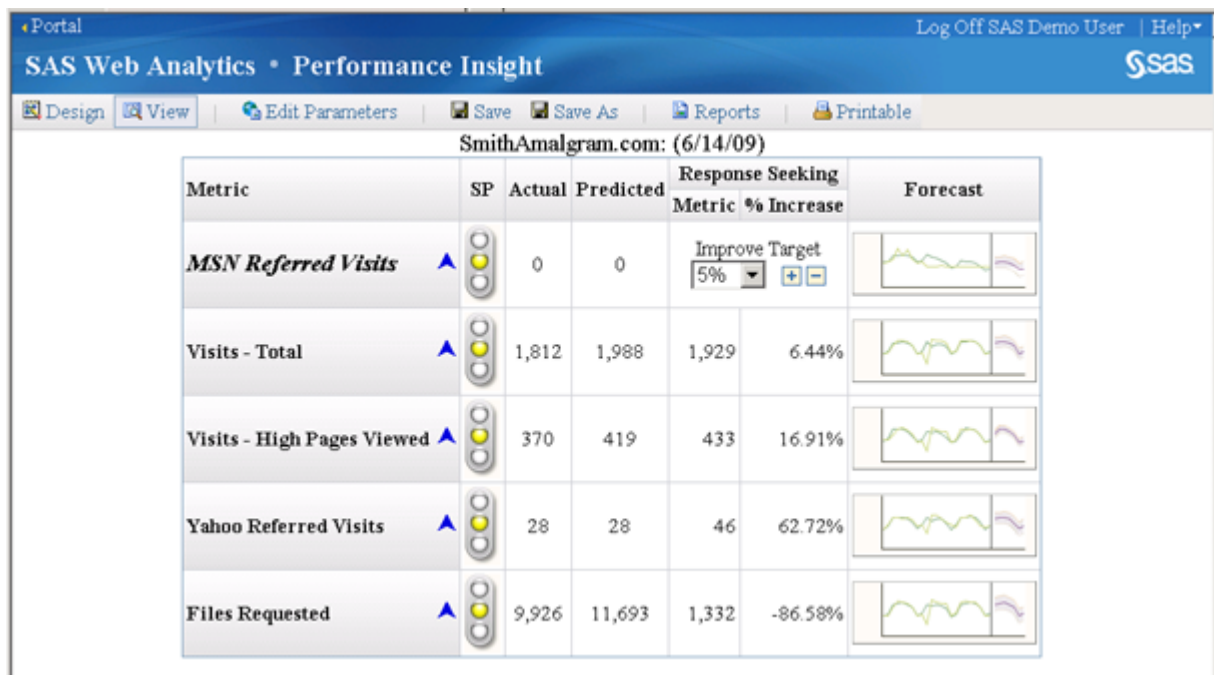 Portal
Log Off SAS Demo User | Help
SAS Web Analytics • Performance Insight
sas
Design View | Edit Parameters | Save Save As | Reports | Printable
SmithAmalgram.com: (6/14/09)
Metric SP Actual Predicted Response Seeking Forecast
Metric % Increase
MSN Referred Visits 0 0 Improve Target
5% + −
Visits - Total 1,812 1,988 1,929 6.44%
Visits - High Pages Viewed 370 419 433 16.91%
Yahoo Referred Visits 28 28 46 62.72%
Files Requested 9,926 11,693 1,332 -86.58%